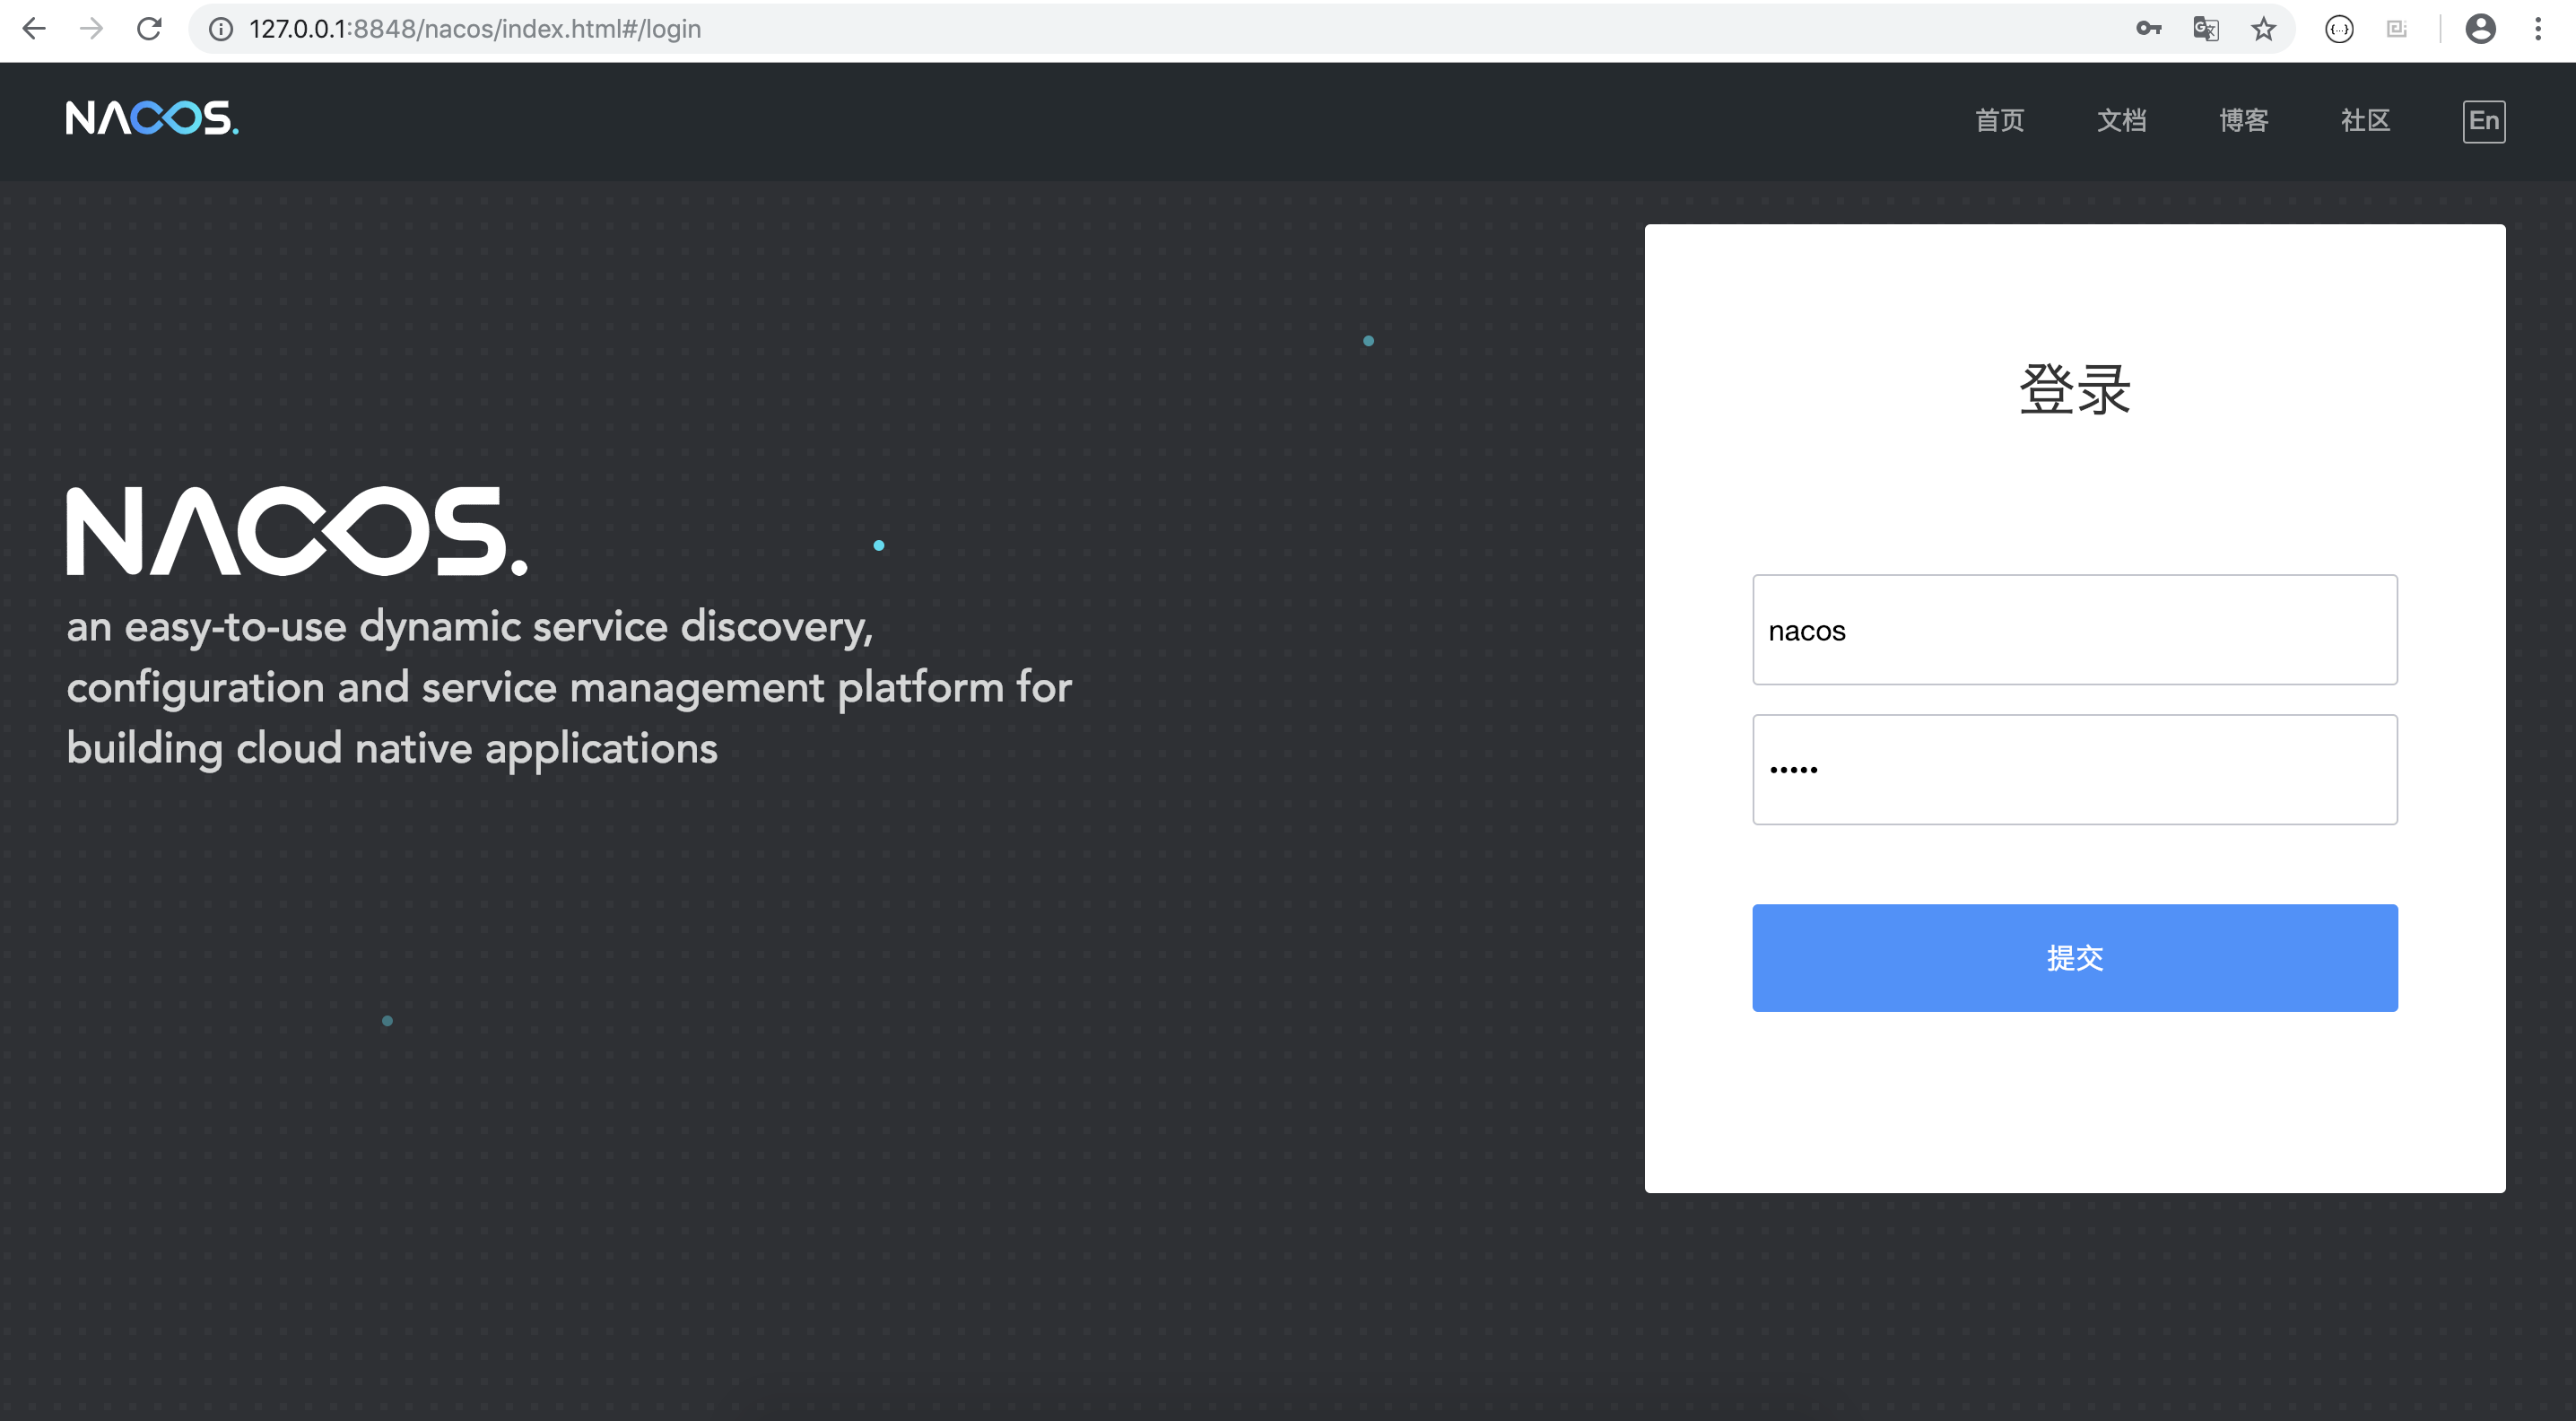 127.0.0.1:8848/nacos/index.html#/login
NACOS.
首页 文档 博客 社区 En
登录
NACOS.
an easy-to-use dynamic service discovery,
configuration and service management platform for
building cloud native applications
nacos
•••••
提交